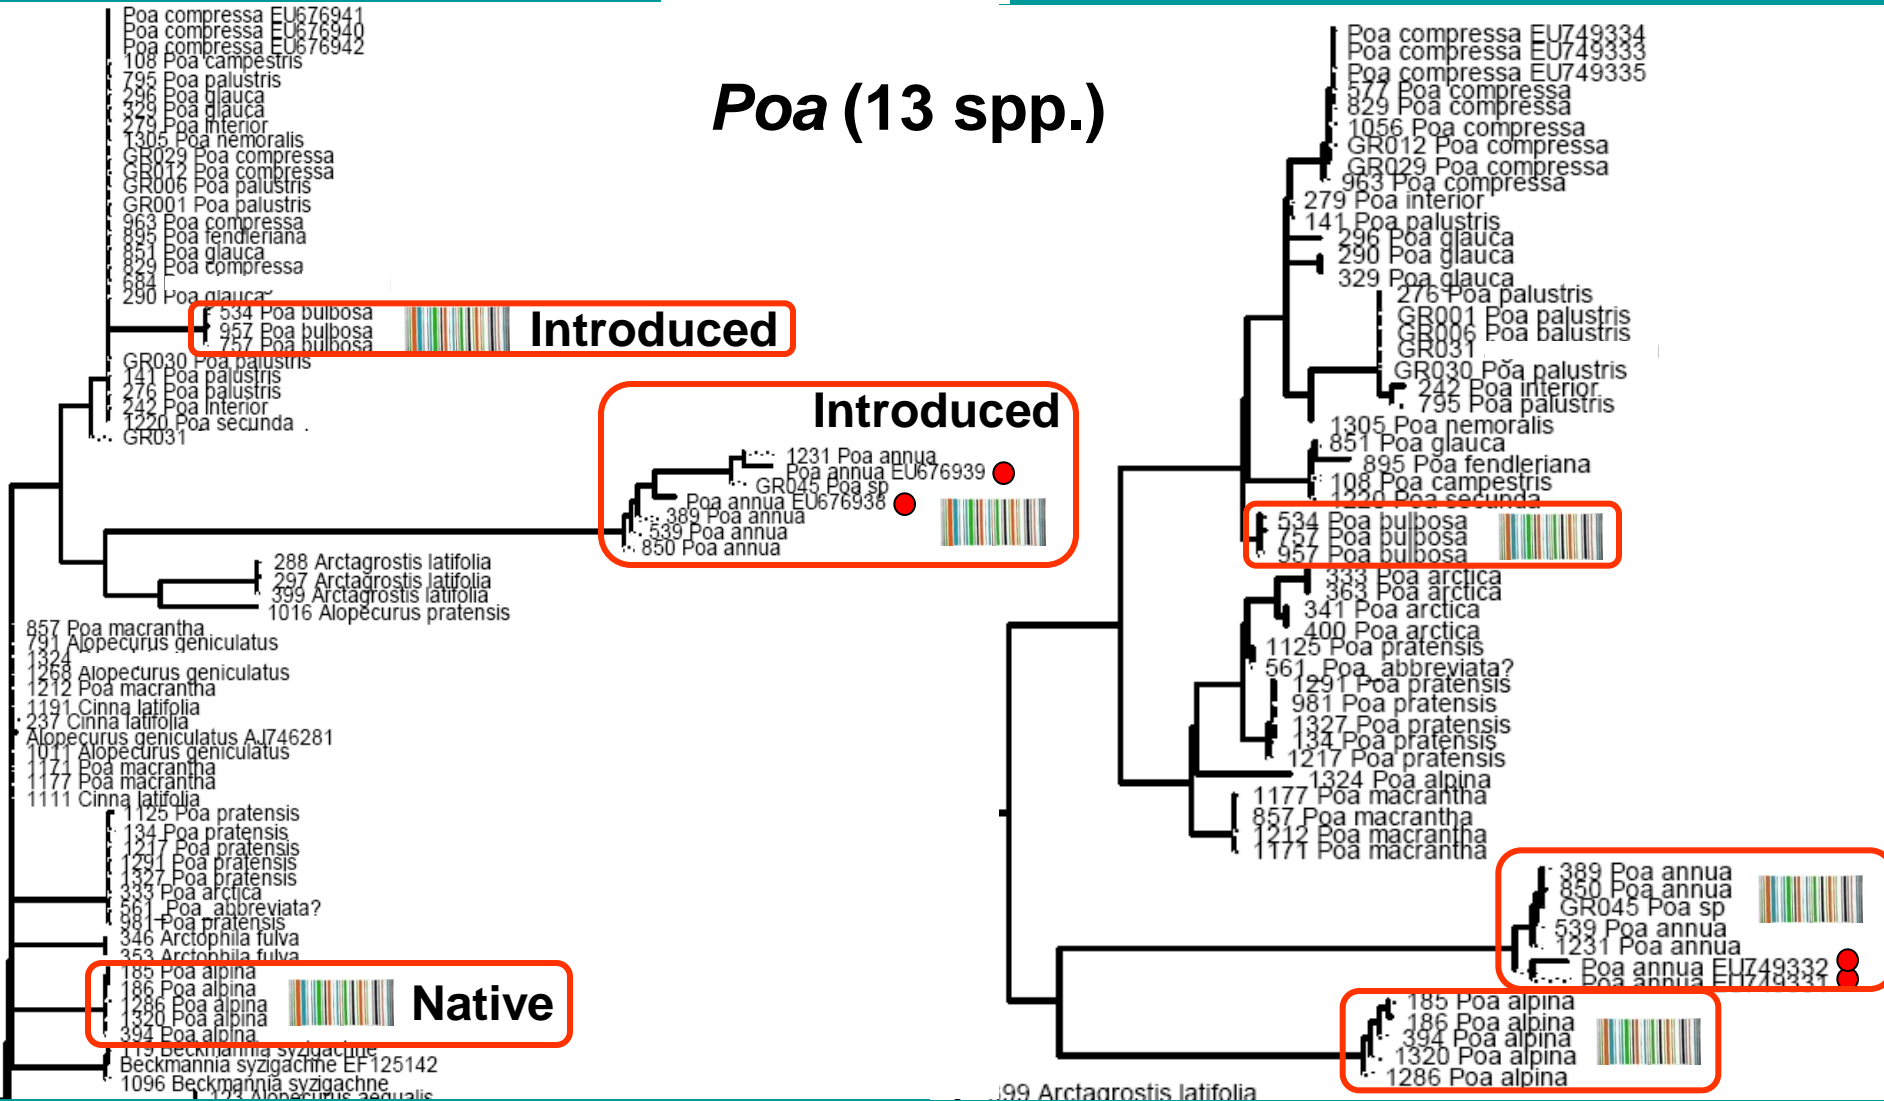 Poa compressa EU676941
Poa compressa EU676940
Poa compressa EU676942
108 Poa campestris
795 Poa palustris
296 Poa glauca
329 Poa glauca
279 Poa interior
1305 Poa nemoralis
GR029 Poa compressa
GR012 Poa compressa
GR006 Poa palustris
GR001 Poa palustris
963 Poa compressa
895 Poa fendleriana
851 Poa glauca
829 Poa compressa
684
290 Poa glauca
534 Poa bulbosa
957 Poa bulbosa
757 Poa bulbosa
Introduced
GR030 Poa palustris
141 Poa palustris
276 Poa palustris
242 Poa interior
1220 Poa secunda
GR031
Introduced
1231 Poa annua
Poa annua EU676939
GR045 Poa sp
Poa annua EU676938
389 Poa annua
539 Poa annua
850 Poa annua
288 Arctagrostis latifolia
297 Arctagrostis latifolia
399 Arctagrostis latifolia
1016 Alopecurus pratensis
857 Poa macrantha
791 Alopecurus geniculatus
1324
1268 Alopecurus geniculatus
1212 Poa macrantha
1191 Cinna latifolia
237 Cinna latifolia
Alopecurus geniculatus AJ746281
1011 Alopecurus geniculatus
1171 Poa macrantha
1177 Poa macrantha
1111 Cinna latifolia
1125 Poa pratensis
134 Poa pratensis
1217 Poa pratensis
1291 Poa pratensis
1327 Poa pratensis
333 Poa arctica
561_Poa_abbreviata?
981 Poa pratensis
346 Arctophila fulva
353 Arctophila fulva
185 Poa alpina
186 Poa alpina
1286 Poa alpina
1320 Poa alpina
394 Poa alpina
Native
119 Beckmannia syzigachne
Beckmannia syzigachne EF125142
1096 Beckmannia syzigachne
123 Alopecurus aequalis
Poa (13 spp.)
Poa compressa EU749334
Poa compressa EU749333
Poa compressa EU749335
577 Poa compressa
829 Poa compressa
1056 Poa compressa
GR012 Poa compressa
GR029 Poa compressa
963 Poa compressa
279 Poa interior
141 Poa palustris
296 Poa glauca
290 Poa glauca
329 Poa glauca
276 Poa palustris
GR001 Poa palustris
GR006 Poa palustris
GR031
GR030 Poa palustris
242 Poa interior
795 Poa palustris
1305 Poa nemoralis
851 Poa glauca
895 Poa fendleriana
108 Poa campestris
1220 Poa secunda
534 Poa bulbosa
757 Poa bulbosa
957 Poa bulbosa
333 Poa arctica
363 Poa arctica
341 Poa arctica
400 Poa arctica
1125 Poa pratensis
561_Poa_abbreviata?
1291 Poa pratensis
981 Poa pratensis
1327 Poa pratensis
134 Poa pratensis
1217 Poa pratensis
1324 Poa alpina
1177 Poa macrantha
857 Poa macrantha
1212 Poa macrantha
1171 Poa macrantha
389 Poa annua
850 Poa annua
GR045 Poa sp
539 Poa annua
1231 Poa annua
Poa annua EU749332
Poa annua EU749331
185 Poa alpina
186 Poa alpina
394 Poa alpina
1320 Poa alpina
1286 Poa alpina
399 Arctagrostis latifolia